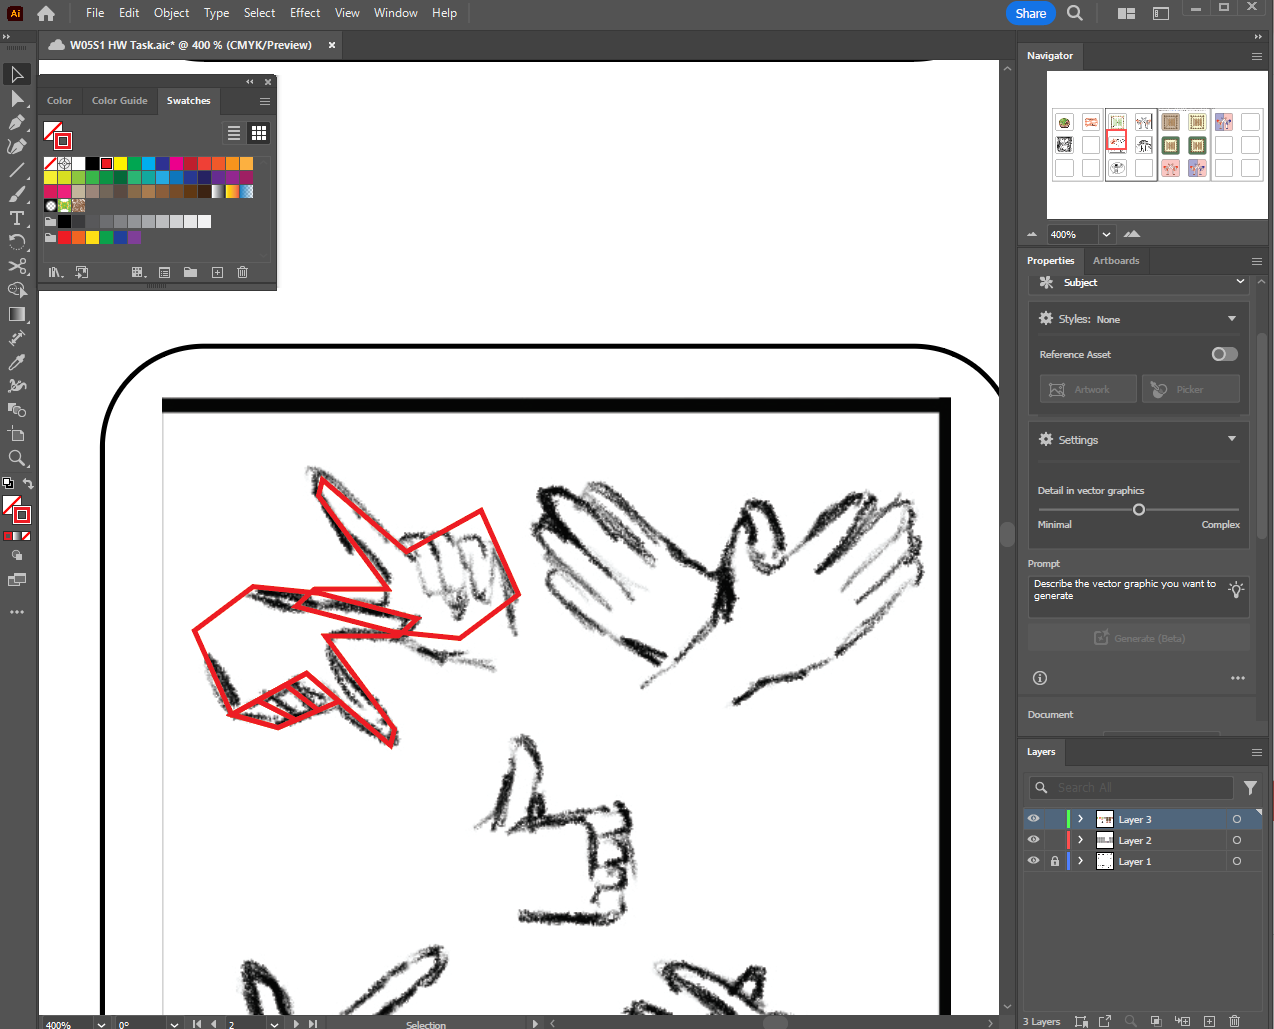 Ai File Edit Object Type Select Effect View Window Help Share
W05S1 HW Task.aic* @ 400 % (CMYK/Preview) ×
Color Color Guide Swatches
Navigator
400%
Properties Artboards
Subject
Styles: None
Reference Asset
Artwork Picker
Settings
Detail in vector graphics
Minimal Complex
Prompt
Describe the vector graphic you want to
generate
Generate (Beta)
Document
Layers
Search All
Layer 3
Layer 2
Layer 1
3 Layers
400% 0° 2 Selection